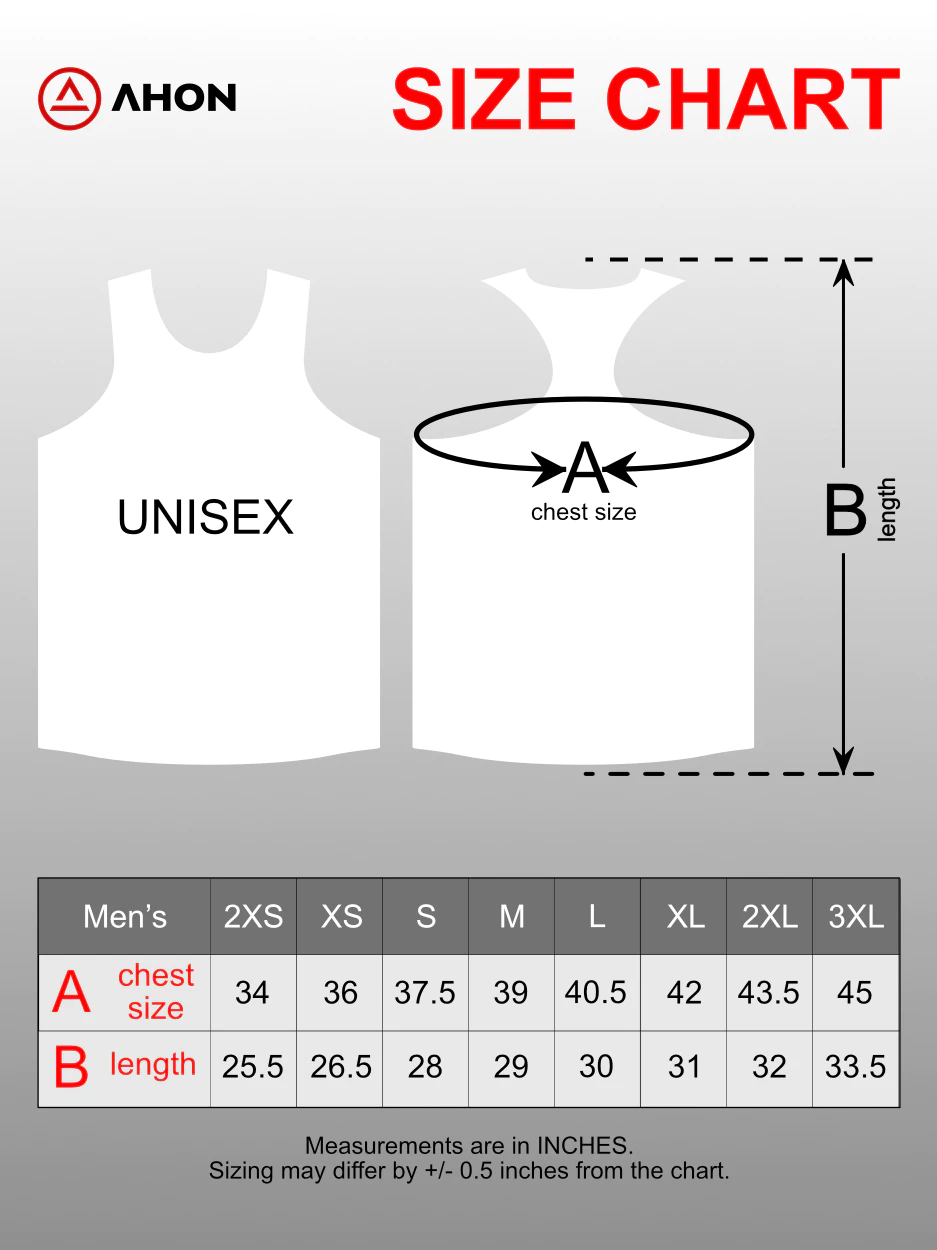 AHON
SIZE CHART
UNISEX
A
chest size
B
length
Men’s 2XS XS S M L XL 2XL 3XL
A chest size 34 36 37.5 39 40.5 42 43.5 45
B length 25.5 26.5 28 29 30 31 32 33.5
Measurements are in INCHES.
Sizing may differ by +/- 0.5 inches from the chart.